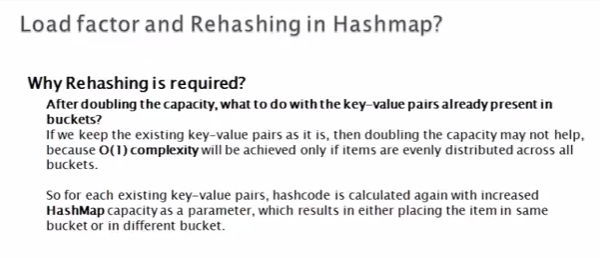 Load factor and Rehashing in Hashmap?
Why Rehashing is required?
After doubling the capacity, what to do with the key-value pairs already present in
buckets?
If we keep the existing key-value pairs as it is, then doubling the capacity may not help,
because O(1) complexity will be achieved only if items are evenly distributed across all
buckets.
So for each existing key-value pairs, hashcode is calculated again with increased
HashMap capacity as a parameter, which results in either placing the item in same
bucket or in different bucket.